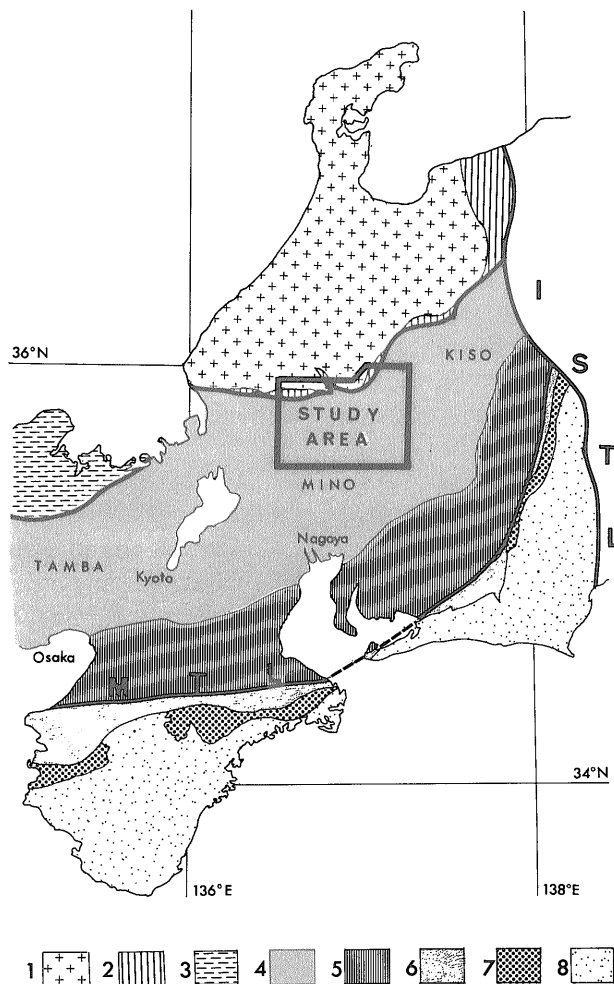 36°N
KISO
I
S
T
L
STUDY
AREA
MINO
Nagoya
TAMBA
Kyoto
Osaka
M T L
34°N
136°E
138°E
1 2 3 4 5 6 7 8